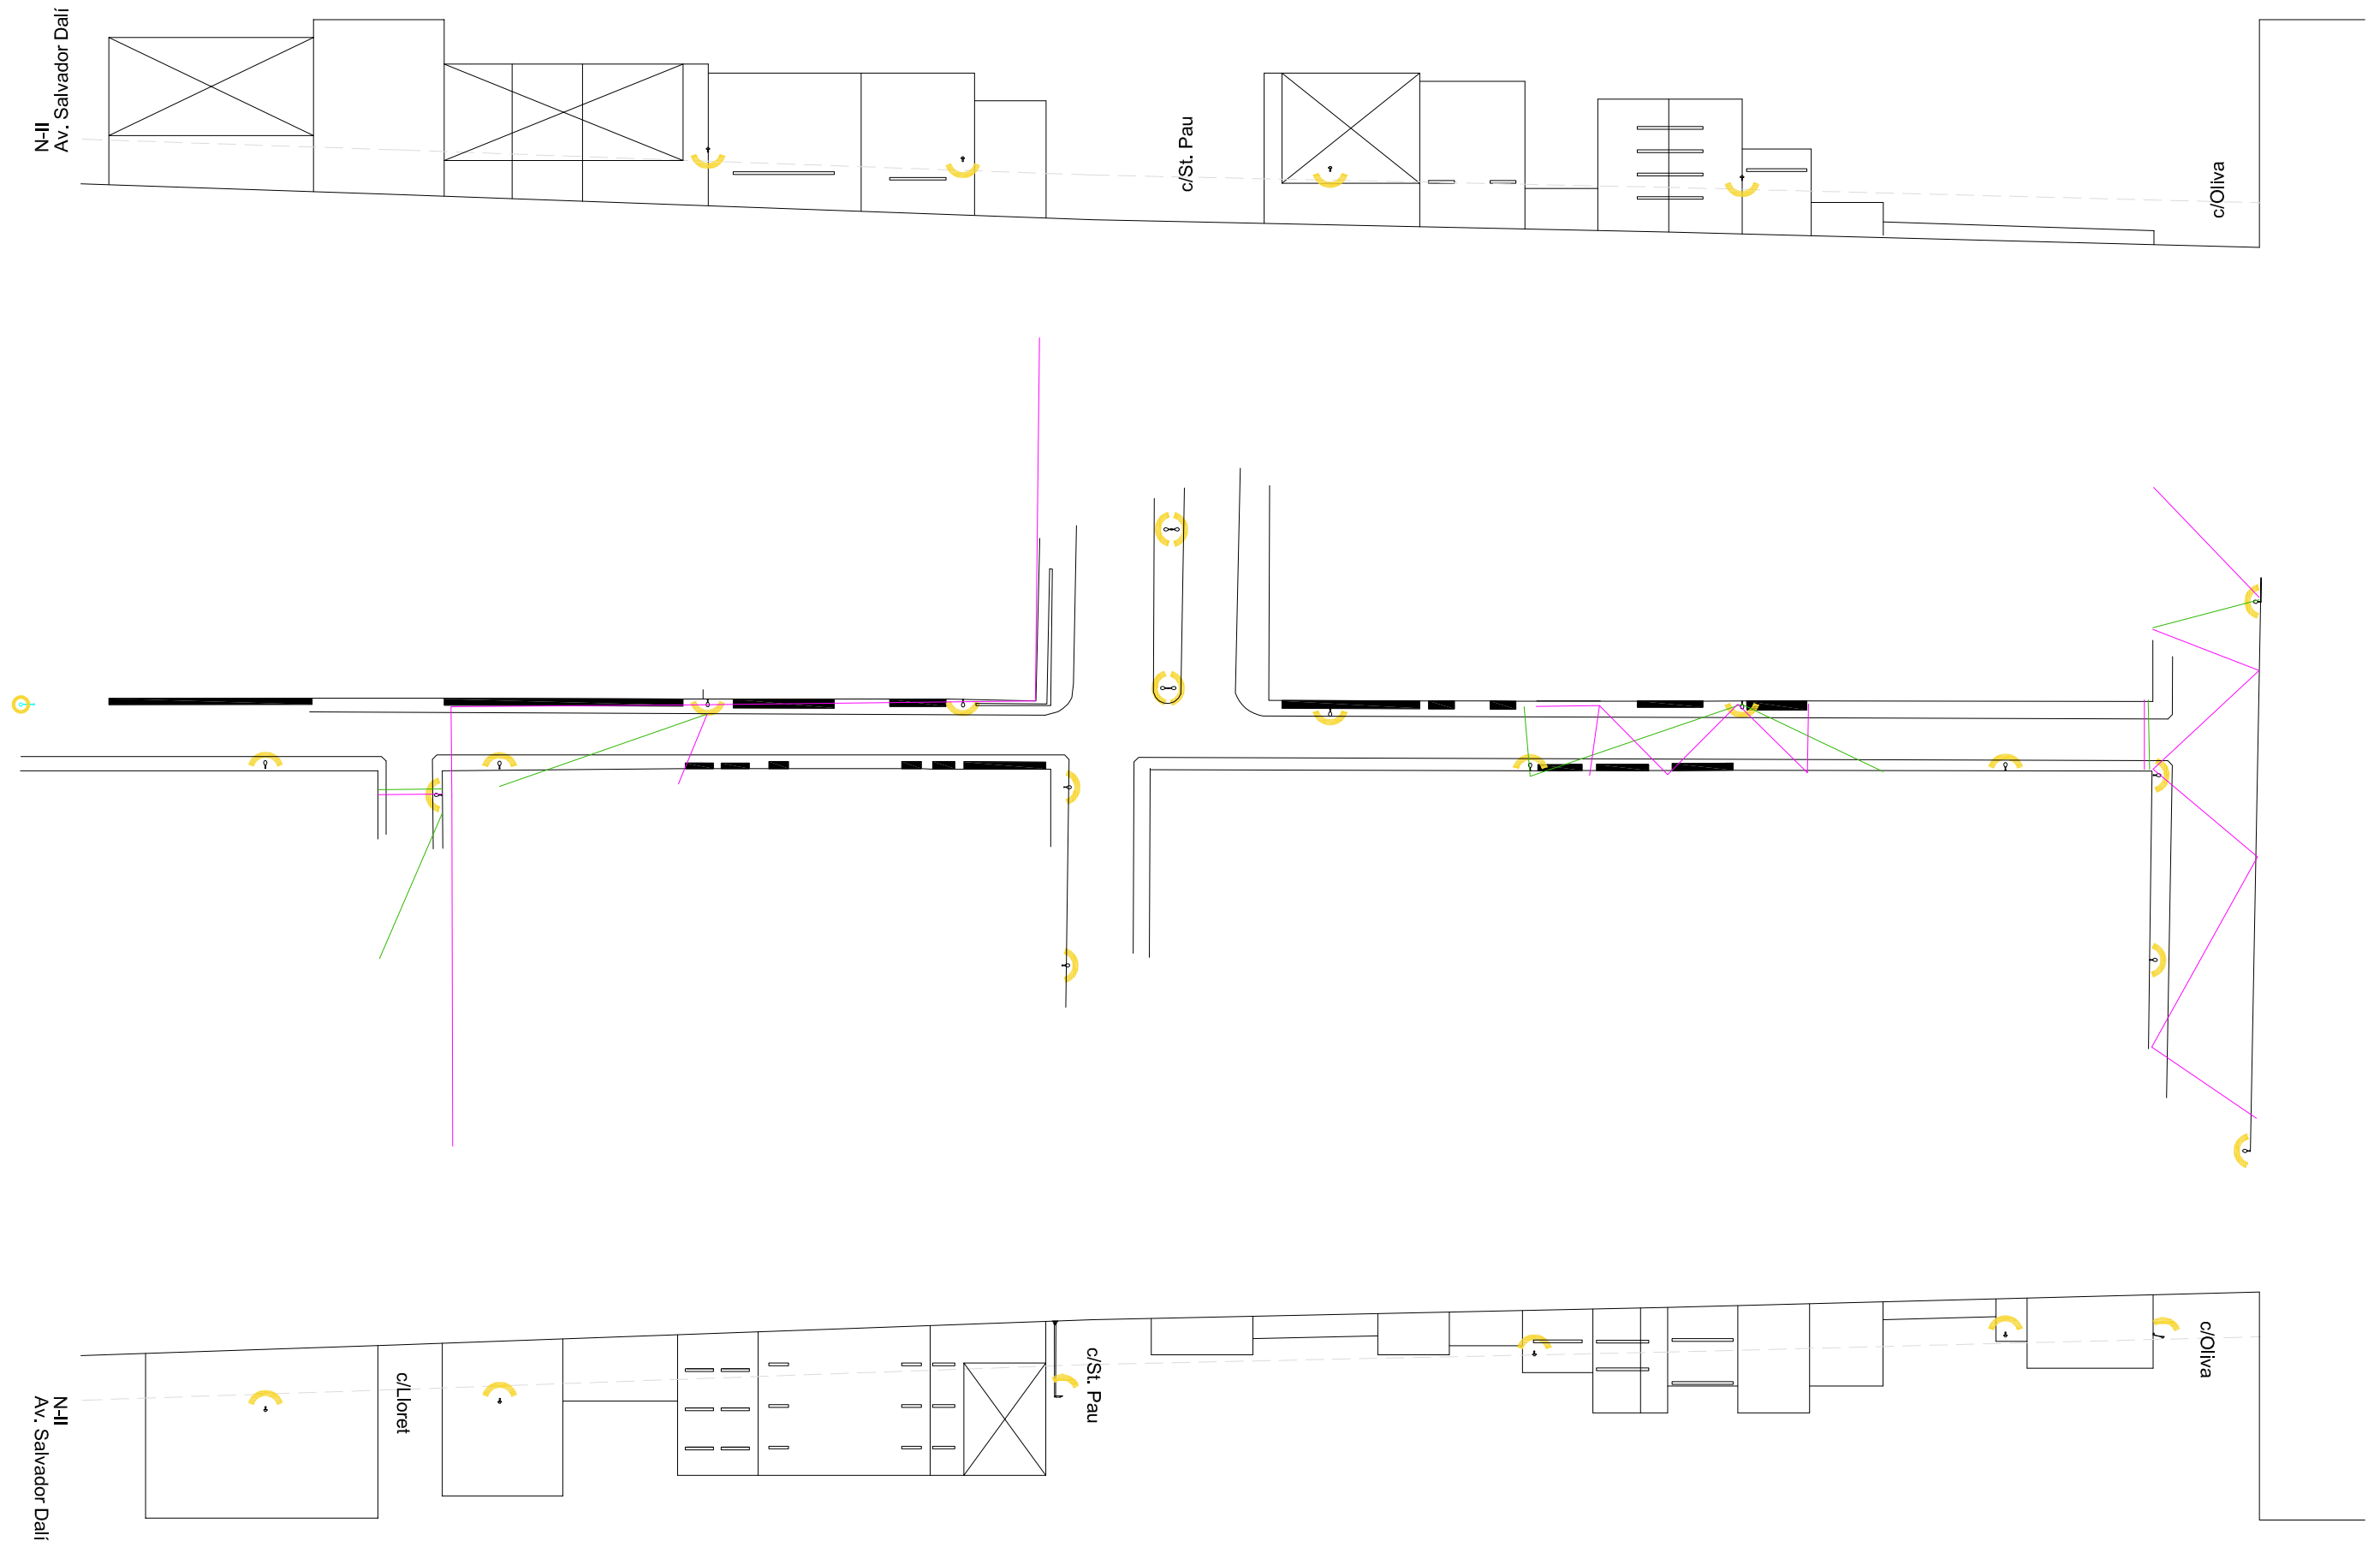 N-II
Av. Salvador Dalí
c/St. Pau
c/Oliva
N-II
Av. Salvador Dalí
c/Lloret
c/St. Pau
c/Oliva